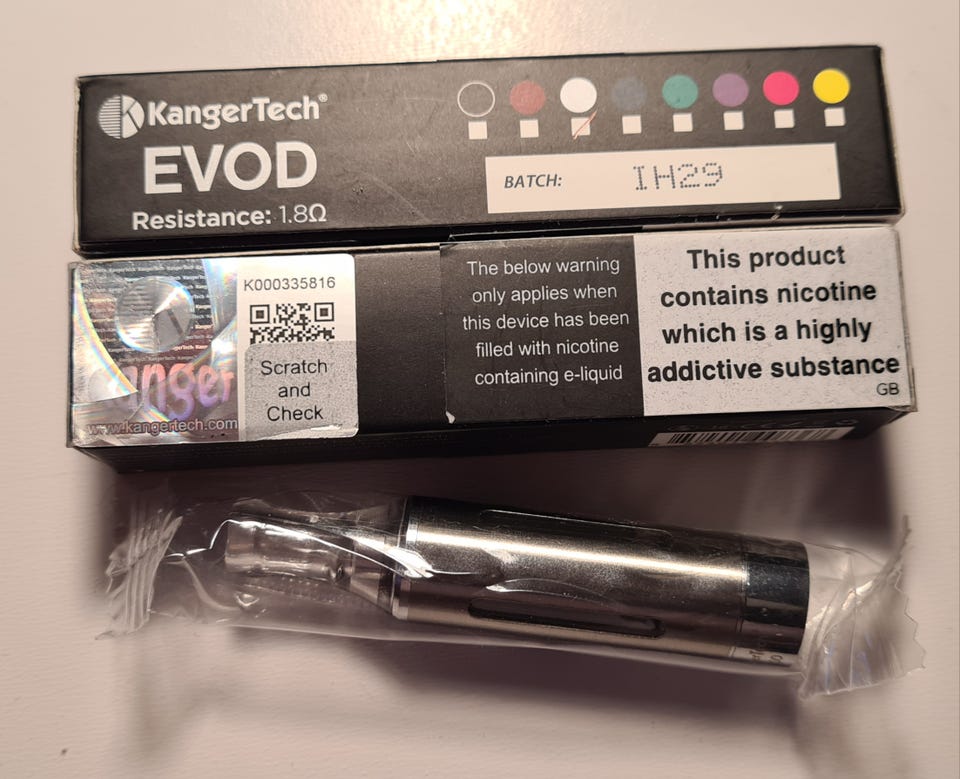 KangerTech®
EVOD
Resistance: 1.8Ω
BATCH: IH29
K000335816
Scratch
and
Check
anger
www.kangertech.com
The below warning
only applies when
this device has been
filled with nicotine
containing e-liquid
This product
contains nicotine
which is a highly
addictive substance
GB